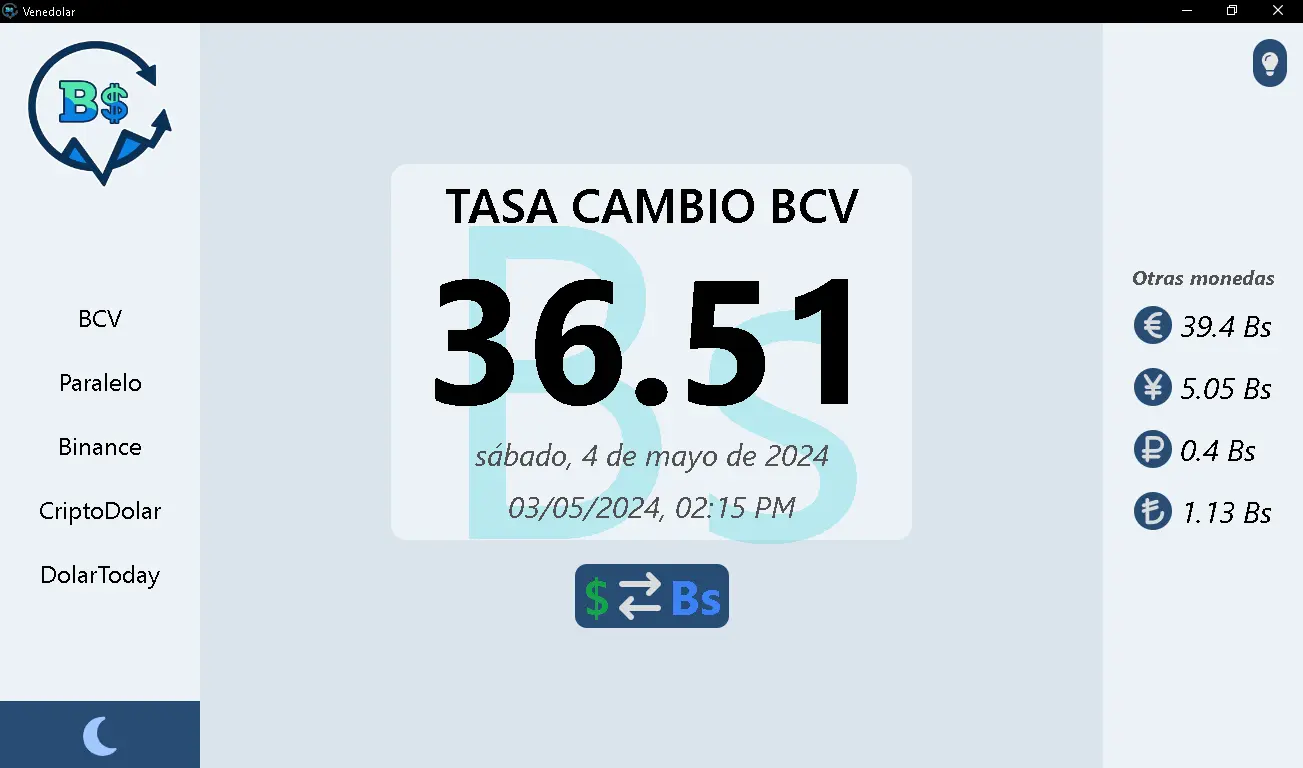 Venedolar
B$
BCV
Paralelo
Binance
CriptoDolar
DolarToday
TASA CAMBIO BCV
Bs
36.51
sábado, 4 de mayo de 2024
03/05/2024, 02:15 PM
$ Bs
Otras monedas
€ 39.4 Bs
¥ 5.05 Bs
₽ 0.4 Bs
₺ 1.13 Bs